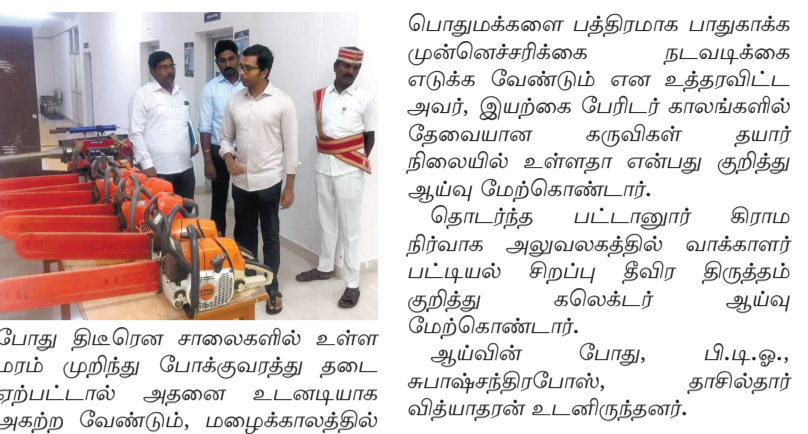 போது திடீரென சாலைகளில் உள்ள
மரம் முறிந்து போக்குவரத்து தடை
ஏற்பட்டால் அதனை உடனடியாக
அகற்ற வேண்டும், மழைக்காலத்தில்
பொதுமக்களை பத்திரமாக பாதுகாக்க
முன்னெச்சரிக்கை நடவடிக்கை
எடுக்க வேண்டும் என உத்தரவிட்ட
அவர், இயற்கை பேரிடர் காலங்களில்
தேவையான கருவிகள் தயார்
நிலையில் உள்ளதா என்பது குறித்து
ஆய்வு மேற்கொண்டார்.
தொடர்ந்த பட்டானுார் கிராம
நிர்வாக அலுவலகத்தில் வாக்காளர்
பட்டியல் சிறப்பு தீவிர திருத்தம்
குறித்து கலெக்டர் ஆய்வு
மேற்கொண்டார்.
ஆய்வின் போது, பி.டி.ஓ.,
சுபாஷ்சந்திரபோஸ், தாசில்தார்
வித்யாதரன் உடனிருந்தனர்.